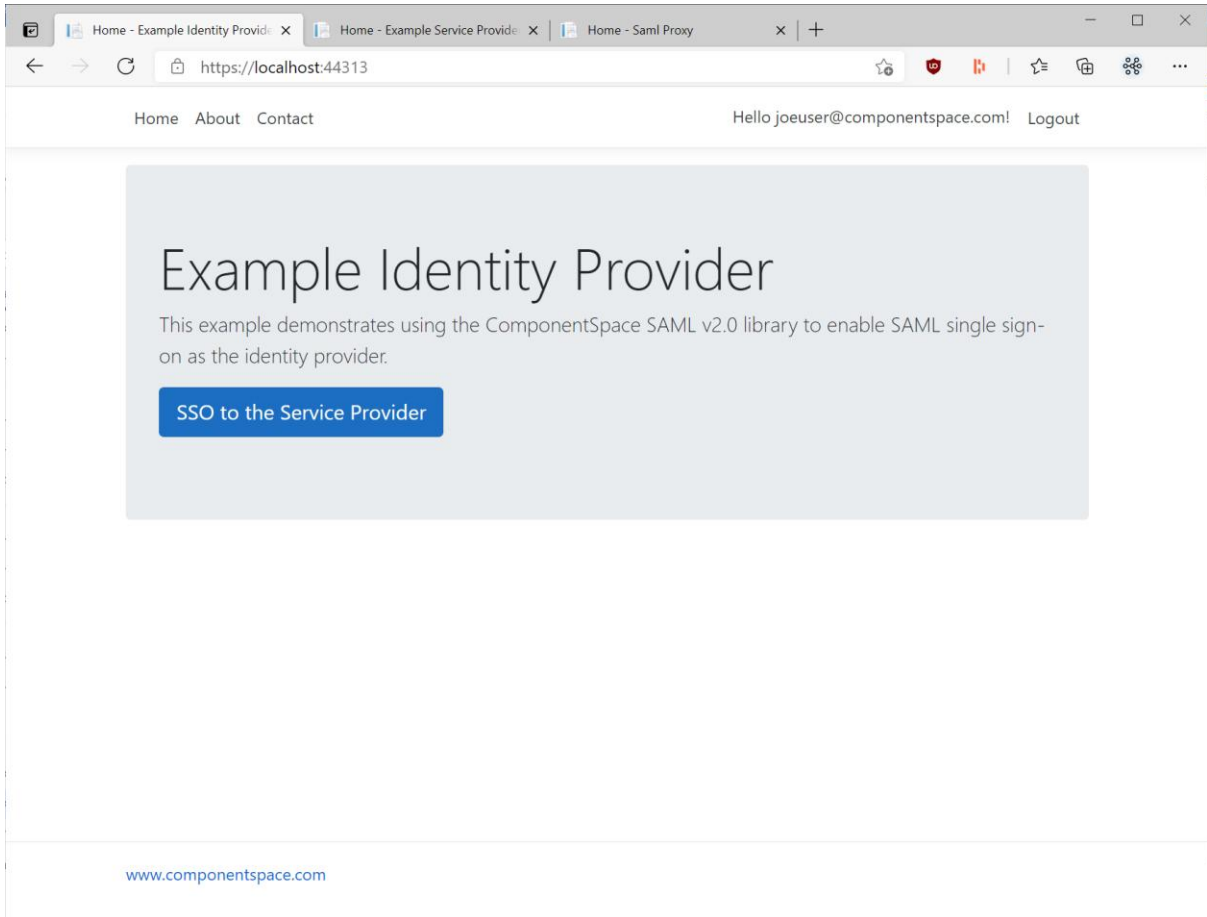 Home - Example Identity Provide
Home - Example Service Provide
Home - Saml Proxy
https://localhost:44313
Home About Contact
Hello joeuser@componentspace.com! Logout
Example Identity Provider
This example demonstrates using the ComponentSpace SAML v2.0 library to enable SAML single sign-
on as the identity provider.
SSO to the Service Provider
www.componentspace.com